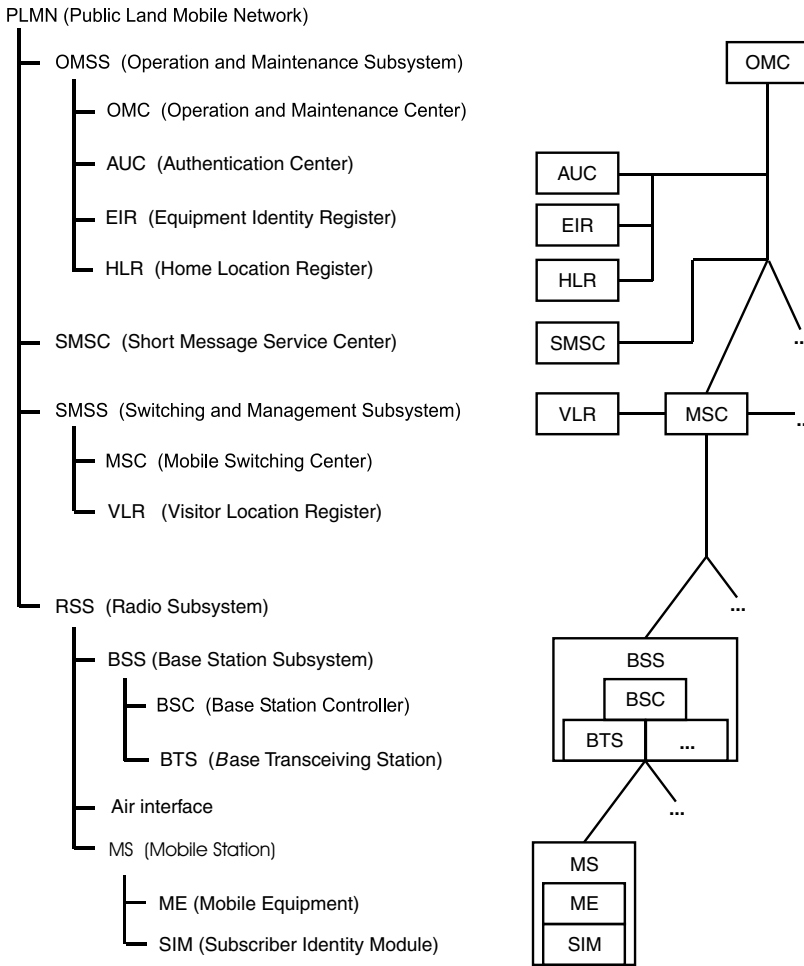 PLMN (Public Land Mobile Network)
OMSS (Operation and Maintenance Subsystem)
OMC (Operation and Maintenance Center)
AUC (Authentication Center)
EIR (Equipment Identity Register)
HLR (Home Location Register)
SMSC (Short Message Service Center)
SMSS (Switching and Management Subsystem)
MSC (Mobile Switching Center)
VLR (Visitor Location Register)
RSS (Radio Subsystem)
BSS (Base Station Subsystem)
BSC (Base Station Controller)
BTS (Base Transceiving Station)
Air interface
MS (Mobile Station)
ME (Mobile Equipment)
SIM (Subscriber Identity Module)
OMC
AUC
EIR
HLR
SMSC
...
VLR
MSC
...
...
BSS
BSC
BTS
...
...
MS
ME
SIM